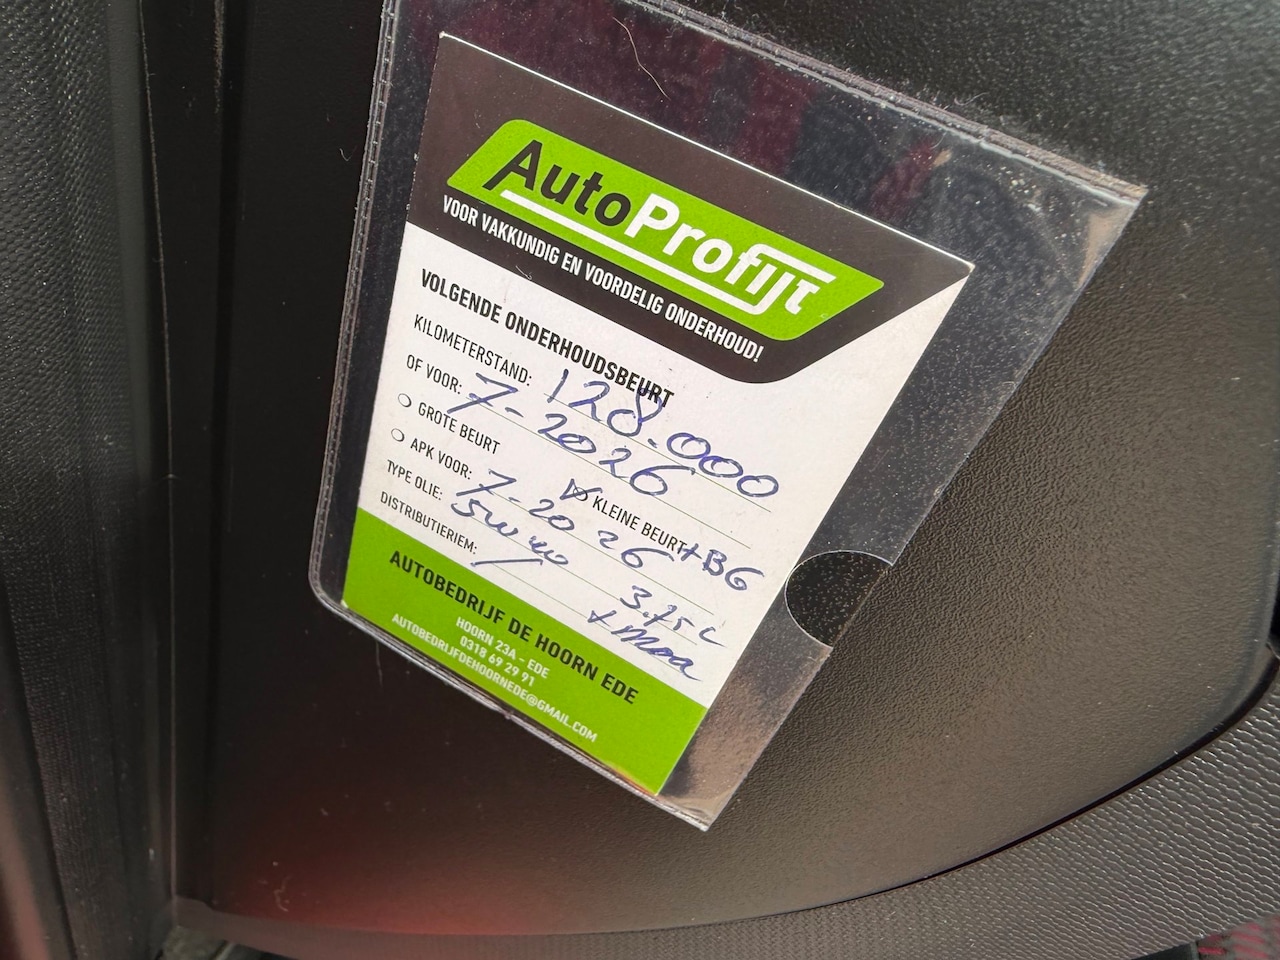 AutoProfijt
VOOR VAKKUNDIG EN VOORDELIG ONDERHOUD!
VOLGENDE ONDERHOUDSBEURT
KILOMETERSTAND: 128.000
OF VOOR: 7-2026
GROTE BEURT KLEINE BEURT +BG
APK VOOR: 7-2026
TYPE OLIE: 5w40 3.75 L
DISTRIBUTIERIEM: /
AUTOBEDRIJF DE HOORN EDE
HOORN 23A - EDE
0318 69 29 91
AUTOBEDRIJFDEHOORNEDE@GMAIL.COM